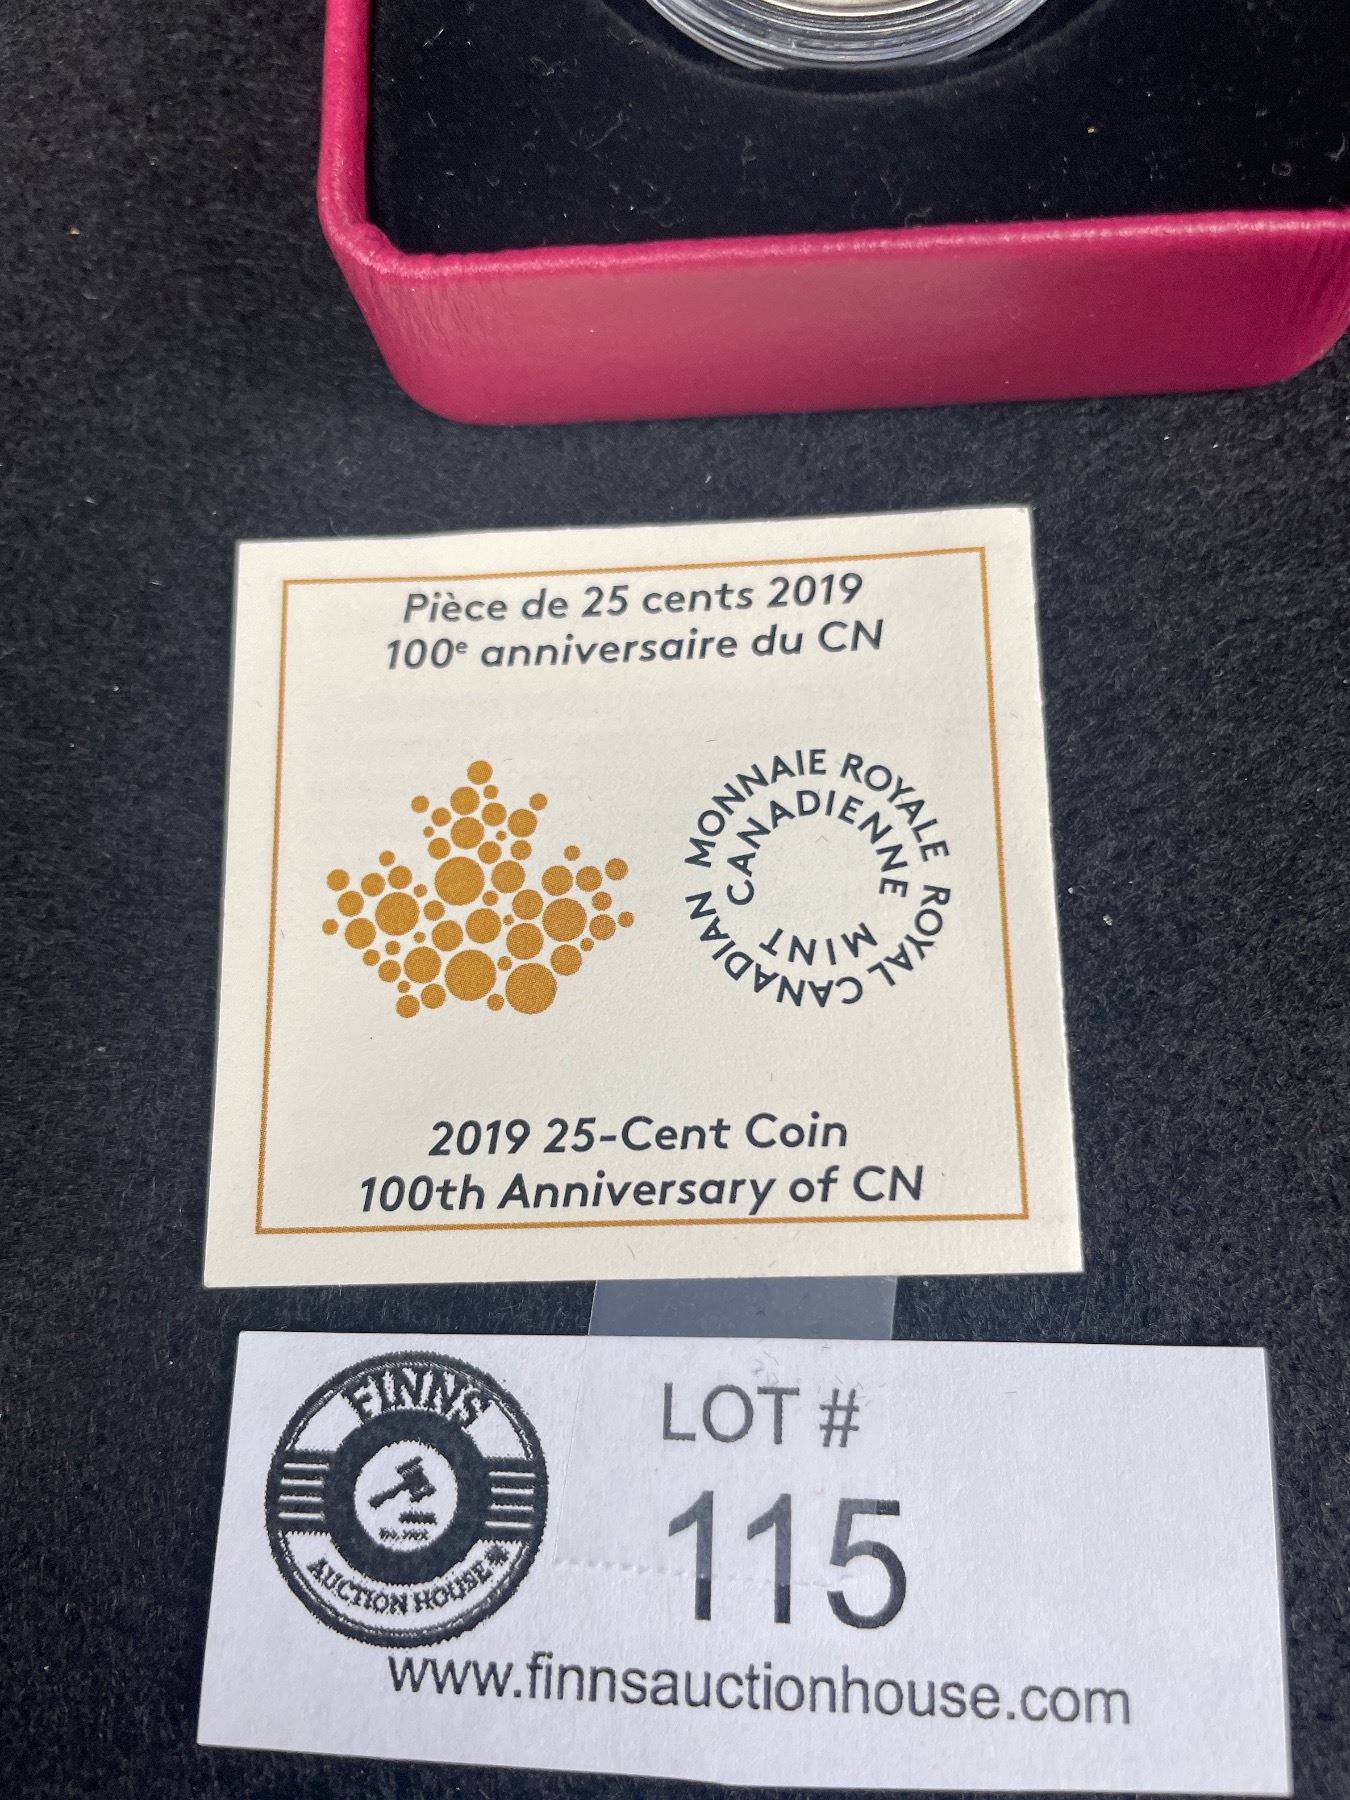 Pièce de 25 cents 2019
100e anniversaire du CN
MONNAIE ROYALE
CANADIENNE
ROYAL CANADIAN
MINT
2019 25-Cent Coin
100th Anniversary of CN
FINNS
AUCTION HOUSE
LOT #
115
www.finnsauctionhouse.com